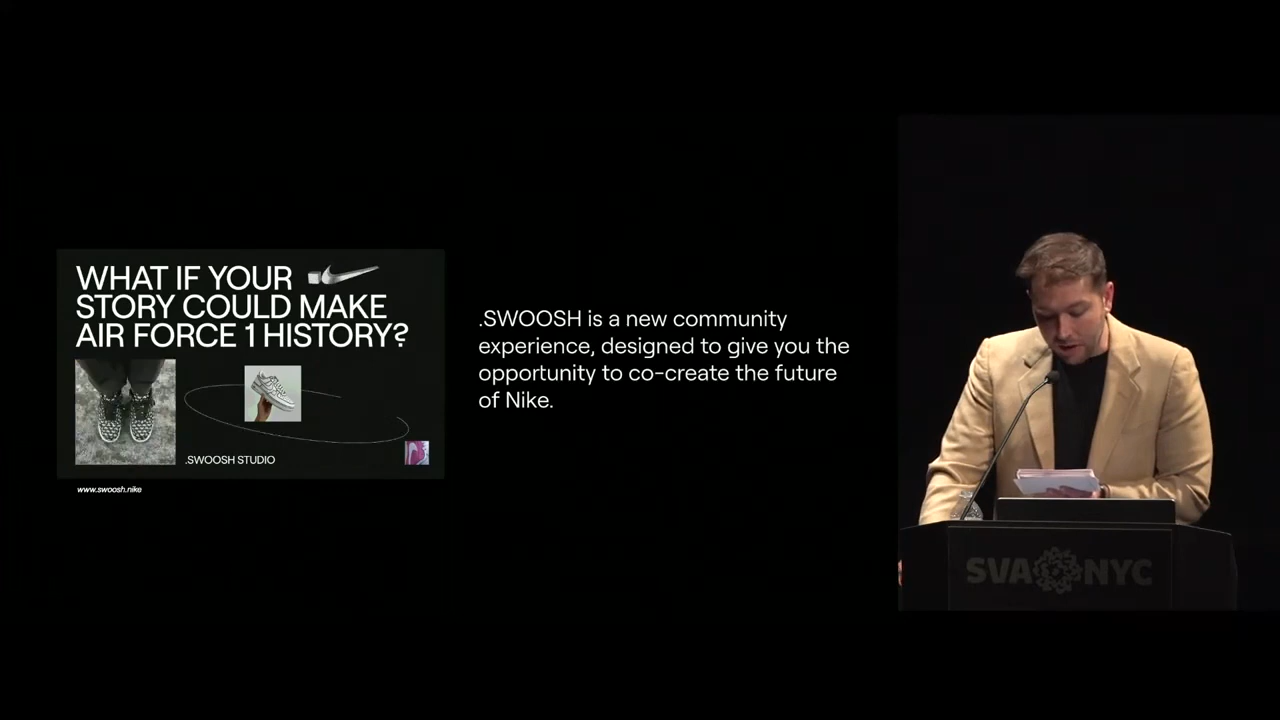 WHAT IF YOUR
STORY COULD MAKE
AIR FORCE 1 HISTORY?
.SWOOSH STUDIO
www.swoosh.nike
.SWOOSH is a new community
experience, designed to give you the
opportunity to co-create the future
of Nike.
SVA NYC